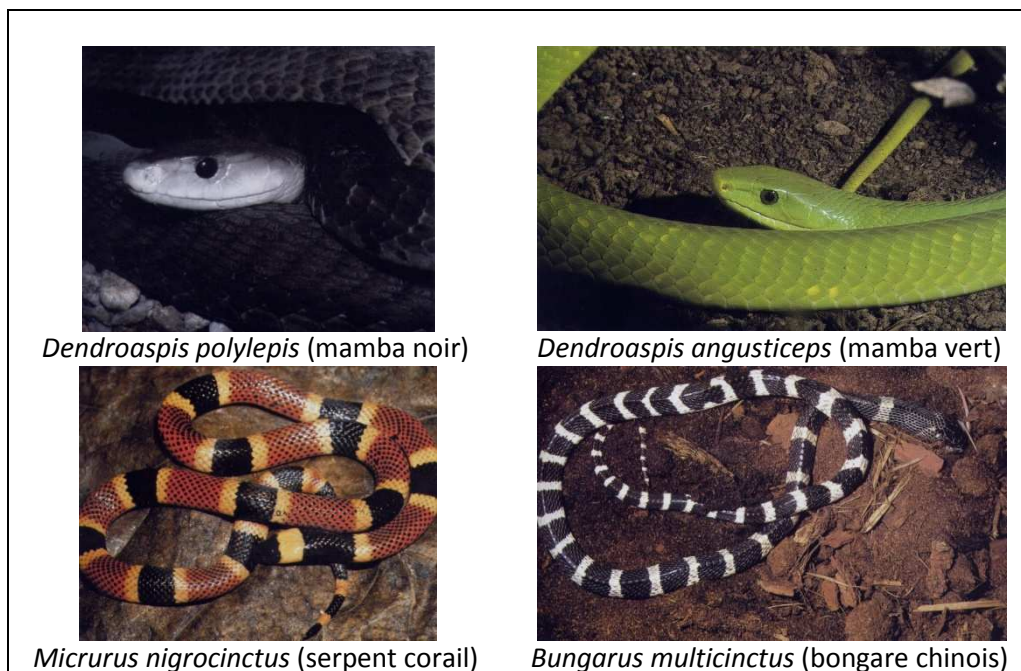 Dendroaspis polylepis (mamba noir)
Dendroaspis angusticeps (mamba vert)
Micrurus nigrocinctus (serpent corail)
Bungarus multicinctus (bongare chinois)